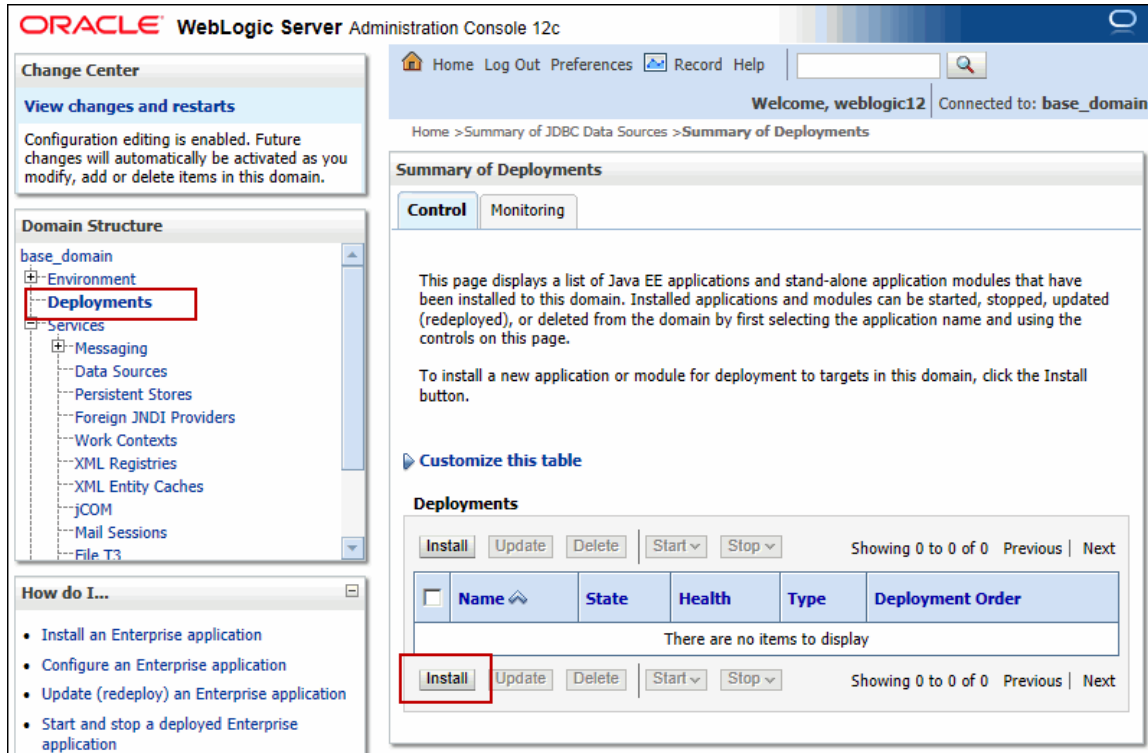 ORACLE WebLogic Server Administration Console 12c
Change Center
View changes and restarts
Configuration editing is enabled. Future
changes will automatically be activated as you
modify, add or delete items in this domain.
Domain Structure
base_domain
Environment
Deployments
Services
Messaging
Data Sources
Persistent Stores
Foreign JNDI Providers
Work Contexts
XML Registries
XML Entity Caches
jCOM
Mail Sessions
File T3
How do I...
Install an Enterprise application
Configure an Enterprise application
Update (redeploy) an Enterprise application
Start and stop a deployed Enterprise
application
Home Log Out Preferences Record Help
Welcome, weblogic12 Connected to: base_domain
Home >Summary of JDBC Data Sources >Summary of Deployments
Summary of Deployments
Control Monitoring
This page displays a list of Java EE applications and stand-alone application modules that have
been installed to this domain. Installed applications and modules can be started, stopped, updated
(redeployed), or deleted from the domain by first selecting the application name and using the
controls on this page.
To install a new application or module for deployment to targets in this domain, click the Install
button.
Customize this table
Deployments
Install Update Delete Start Stop Showing 0 to 0 of 0 Previous | Next
Name State Health Type Deployment Order
There are no items to display
Install Update Delete Start Stop Showing 0 to 0 of 0 Previous | Next